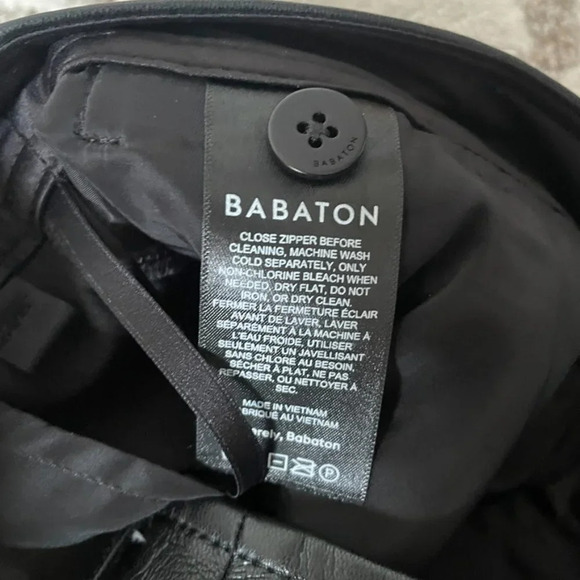 BABATON
BABATON
CLOSE ZIPPER BEFORE
CLEANING, MACHINE WASH
COLD SEPARATELY, ONLY
NON-CHLORINE BLEACH WHEN
NEEDED, DRY FLAT, DO NOT
IRON, OR DRY CLEAN.
FERMER LA FERMETURE ÉCLAIR
AVANT DE LAVER, LAVER
SÉPARÉMENT À LA MACHINE À
L'EAU FROIDE, UTILISER
SEULEMENT UN JAVELLISANT
SANS CHLORE AU BESOIN,
SÉCHER À PLAT, NE PAS
REPASSER, OU NETTOYER À
SEC.
MADE IN VIETNAM
FABRIQUÉ AU VIETNAM
erely, Babaton
P